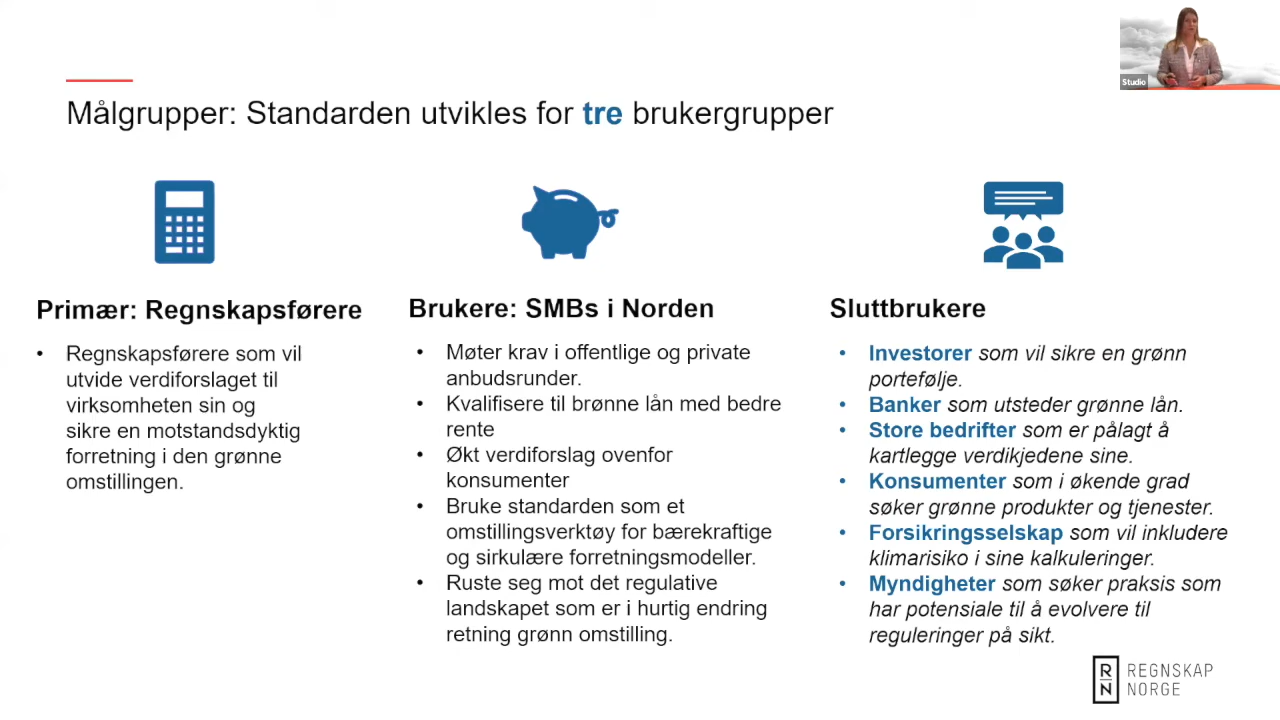 Studio
Målgrupper: Standarden utvikles for tre brukergrupper
Primær: Regnskapsførere
• Regnskapsførere som vil
utvide verdiforslaget til
virksomheten sin og
sikre en motstandsdyktig
forretning i den grønne
omstillingen.
Brukere: SMBs i Norden
• Møter krav i offentlige og private
anbudsrunder.
• Kvalifisere til brønne lån med bedre
rente
• Økt verdiforslag ovenfor
konsumenter
• Bruke standarden som et
omstillingsverktøy for bærekraftige
og sirkulære forretningsmodeller.
• Ruste seg mot det regulative
landskapet som er i hurtig endring
retning grønn omstilling.
Sluttbrukere
• Investorer som vil sikre en grønn
portefølje.
• Banker som utsteder grønne lån.
• Store bedrifter som er pålagt å
kartlegge verdikjedene sine.
• Konsumenter som i økende grad
søker grønne produkter og tjenester.
• Forsikringsselskap som vil inkludere
klimarisiko i sine kalkuleringer.
• Myndigheter som søker praksis som
har potensiale til å evolvere til
reguleringer på sikt.
RN
REGNSKAP
NORGE